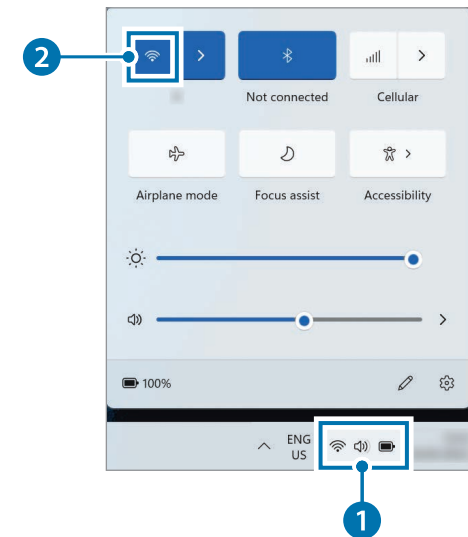 2
Not connected
Cellular
Airplane mode
Focus assist
Accessibility
100%
ENG
US
1